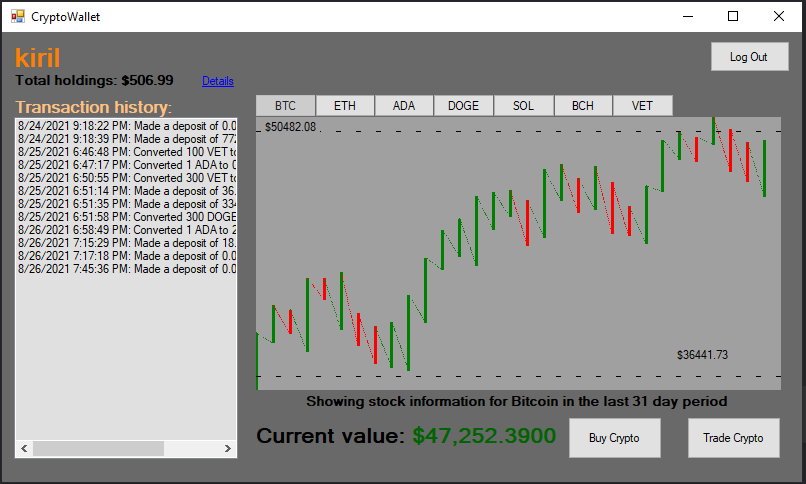 CryptoWallet
kiril
Total holdings: $506.99
Details
Log Out
Transaction history:
8/24/2021 9:18:22 PM: Made a deposit of 0.0
8/24/2021 9:18:39 PM: Made a deposit of 772
8/25/2021 6:46:48 PM: Converted 100 VET to
8/25/2021 6:47:17 PM: Converted 1 ADA to 0
8/25/2021 6:50:55 PM: Converted 300 VET to
8/25/2021 6:51:14 PM: Made a deposit of 36.
8/25/2021 6:51:35 PM: Made a deposit of 334
8/25/2021 6:51:58 PM: Converted 300 DOGE
8/26/2021 6:58:49 PM: Converted 1 ADA to 2
8/26/2021 7:15:29 PM: Made a deposit of 18.
8/26/2021 7:17:18 PM: Made a deposit of 0.0
8/26/2021 7:45:36 PM: Made a deposit of 0.0
BTC ETH ADA DOGE SOL BCH VET
$50482.08
$36441.73
Showing stock information for Bitcoin in the last 31 day period
Current value: $47,252.3900
Buy Crypto
Trade Crypto